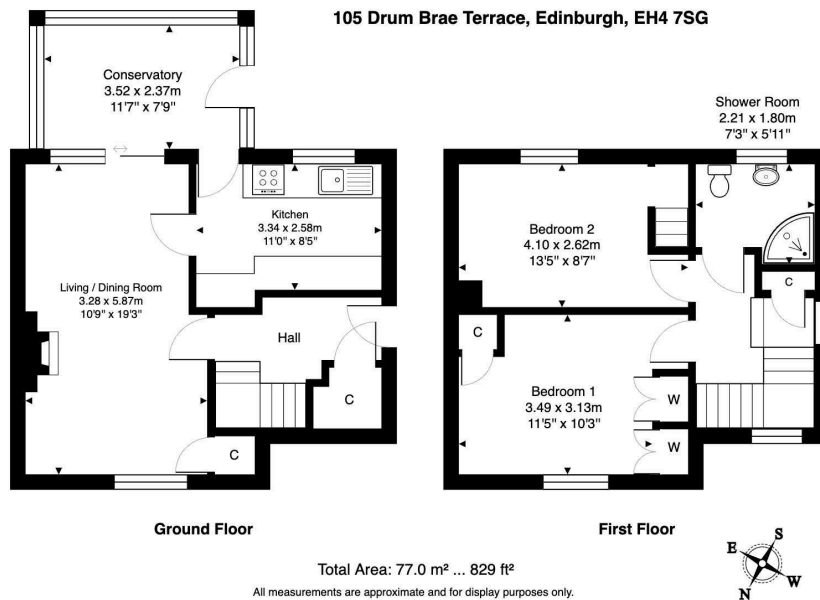 105 Drum Brae Terrace, Edinburgh, EH4 7SG
Conservatory
3.52 x 2.37m
11'7" x 7'9"
Kitchen
3.34 x 2.58m
11'0" x 8'5"
Living / Dining Room
3.28 x 5.87m
10'9" x 19'3"
Hall
C
C
Ground Floor
Shower Room
2.21 x 1.80m
7'3" x 5'11"
Bedroom 2
4.10 x 2.62m
13'5" x 8'7"
C
C
Bedroom 1
3.49 x 3.13m
11'5" x 10'3"
W
W
First Floor
E
S
N
W
Total Area: 77.0 m² ... 829 ft²
All measurements are approximate and for display purposes only.